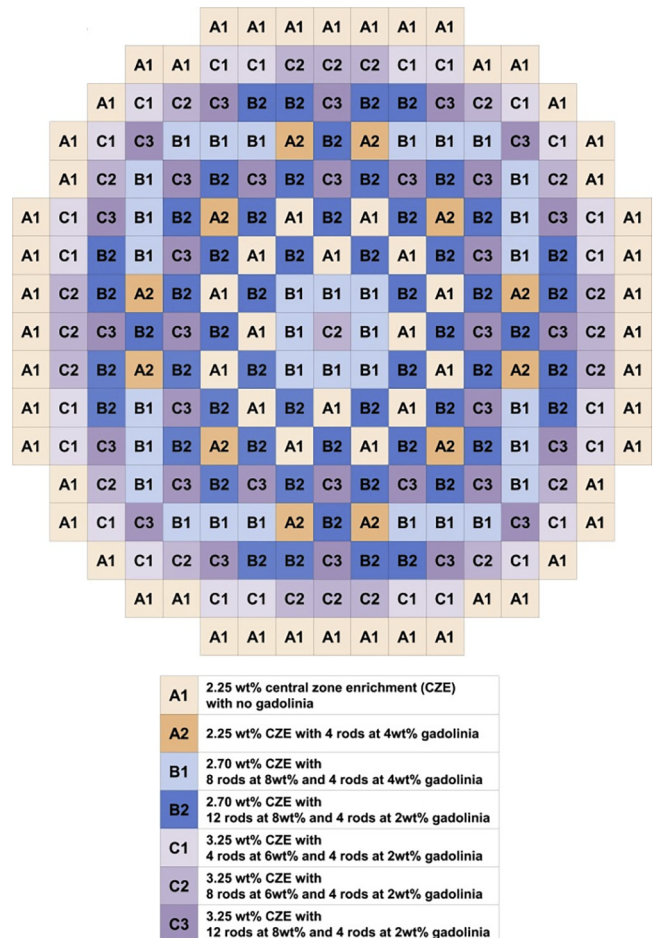 A1 A1 A1 A1 A1 A1 A1
A1 A1 C1 C1 C2 C2 C2 C1 C1 A1 A1
A1 C1 C2 C3 B2 B2 C3 B2 B2 C3 C2 C1 A1
A1 C1 C3 B1 B1 B1 A2 B2 A2 B1 B1 B1 C3 C1 A1
A1 C2 B1 C3 B2 C3 B2 C3 B2 C3 B2 C3 B1 C2 A1
A1 C1 C3 B1 B2 A2 B2 A1 B2 A1 B2 A2 B2 B1 C3 C1 A1
A1 C1 B2 B1 C3 B2 A1 B2 A1 B2 A1 B2 C3 B1 B2 C1 A1
A1 C2 B2 A2 B2 A1 B2 B1 B1 B1 B2 A1 B2 A2 B2 C2 A1
A1 C2 C3 B2 C3 B2 A1 B1 C2 B1 A1 B2 C3 B2 C3 C2 A1
A1 C2 B2 A2 B2 A1 B2 B1 B1 B1 B2 A1 B2 A2 B2 C2 A1
A1 C1 B2 B1 C3 B2 A1 B2 A1 B2 A1 B2 C3 B1 B2 C1 A1
A1 C1 C3 B1 B2 A2 B2 A1 B2 A1 B2 A2 B2 B1 C3 C1 A1
A1 C2 B1 C3 B2 C3 B2 C3 B2 C3 B2 C3 B1 C2 A1
A1 C1 C3 B1 B1 B1 A2 B2 A2 B1 B1 B1 C3 C1 A1
A1 C1 C2 C3 B2 B2 C3 B2 B2 C3 C2 C1 A1
A1 A1 C1 C1 C2 C2 C2 C1 C1 A1 A1
A1 A1 A1 A1 A1 A1 A1
A1 2.25 wt% central zone enrichment (CZE)
with no gadolinia
A2 2.25 wt% CZE with 4 rods at 4wt% gadolinia
B1 2.70 wt% CZE with
8 rods at 8wt% and 4 rods at 4wt% gadolinia
B2 2.70 wt% CZE with
12 rods at 8wt% and 4 rods at 2wt% gadolinia
C1 3.25 wt% CZE with
4 rods at 6wt% and 4 rods at 2wt% gadolinia
C2 3.25 wt% CZE with
8 rods at 6wt% and 4 rods at 2wt% gadolinia
C3 3.25 wt% CZE with
12 rods at 8wt% and 4 rods at 2wt% gadolinia